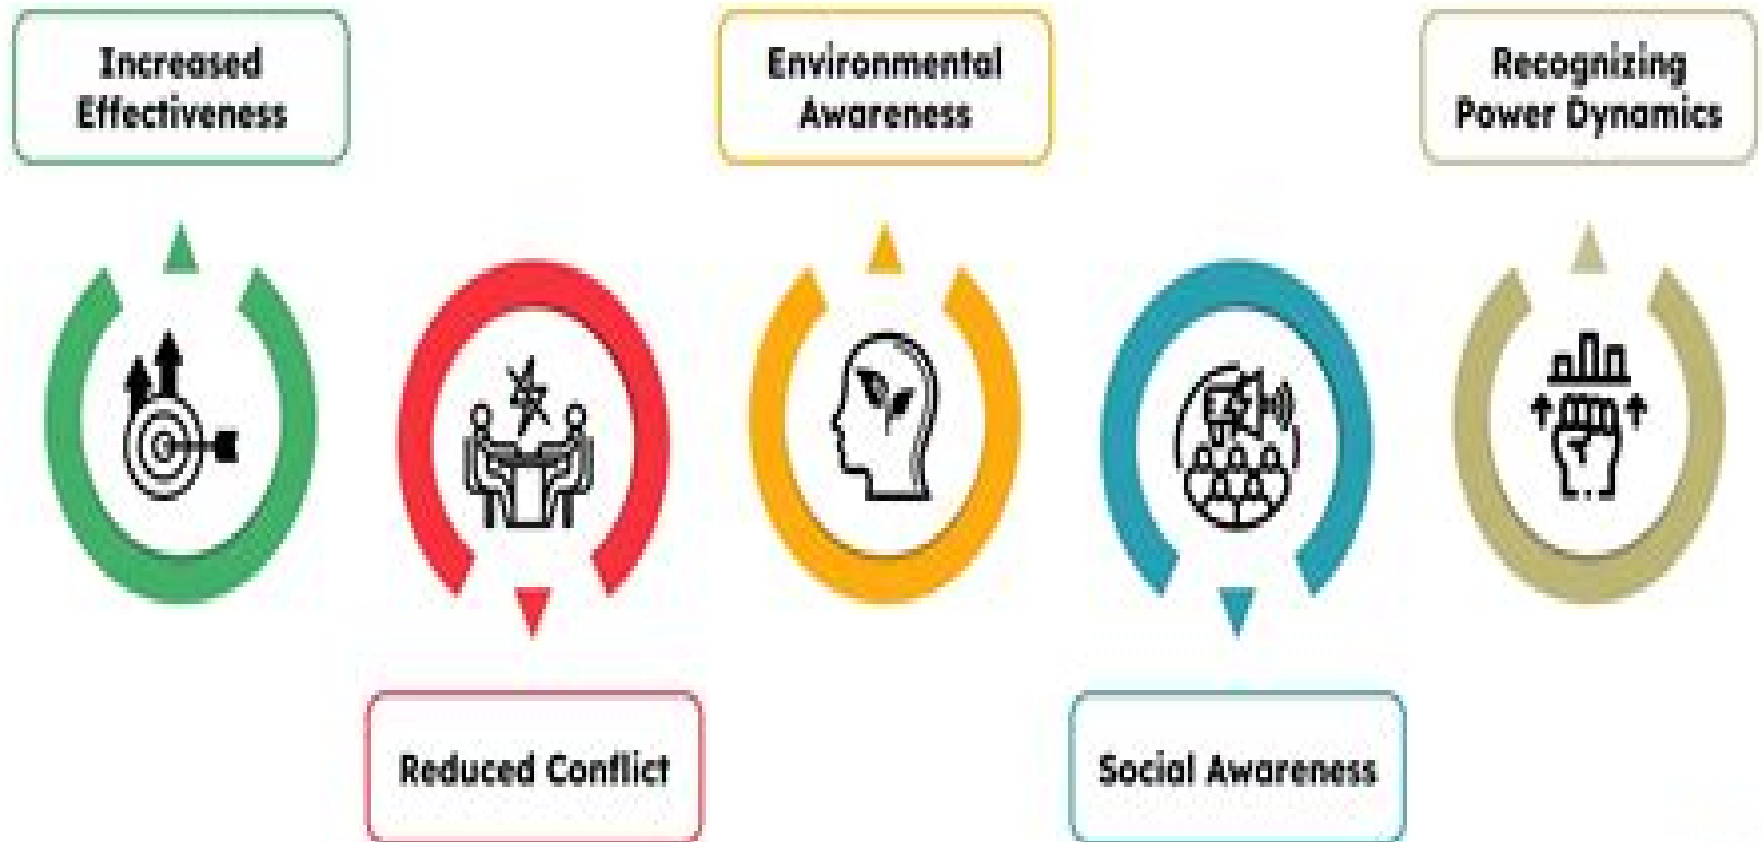 Increased
Effectiveness
Environmental
Awareness
Recognizing
Power Dynamics
Reduced Conflict
Social Awareness